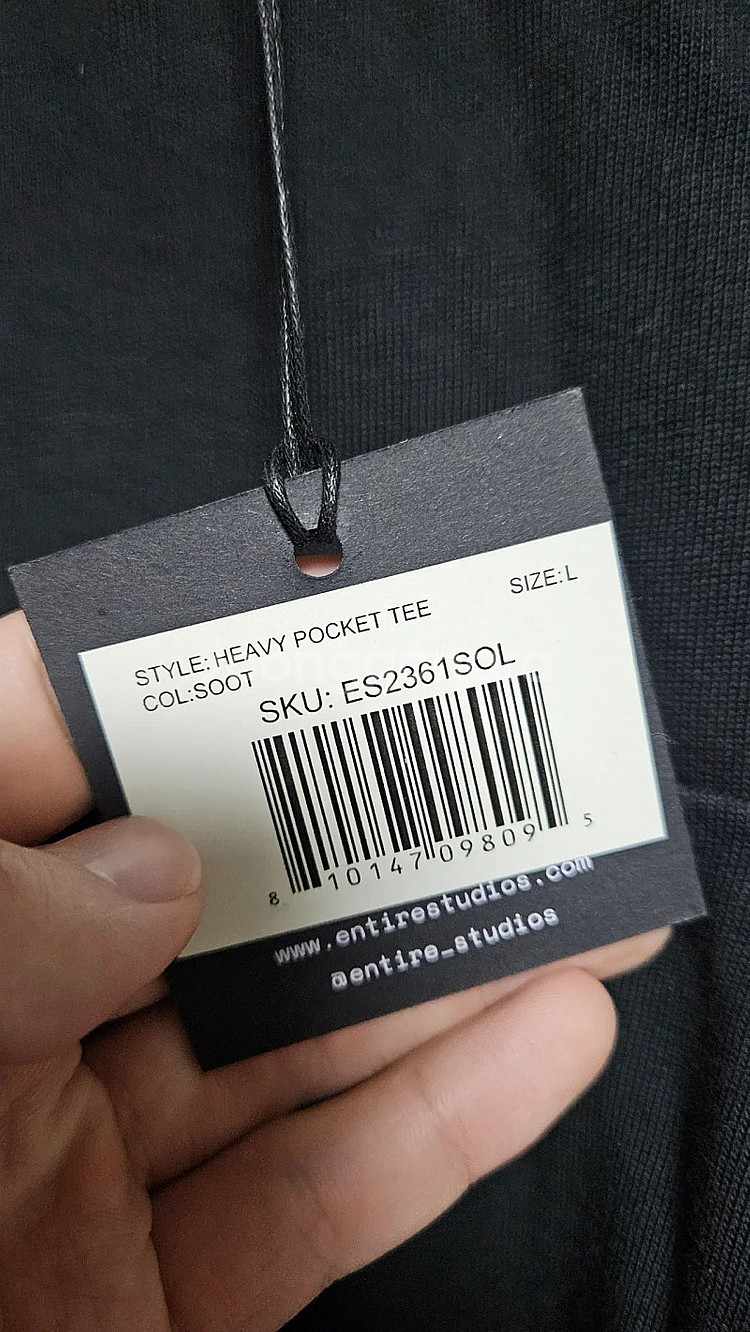 SIZE:L
STYLE: HEAVY POCKET TEE
COL:SOOT
SKU: ES2361SOL
8 10147 09809 5
www.entirestudios.com
@entire_studios